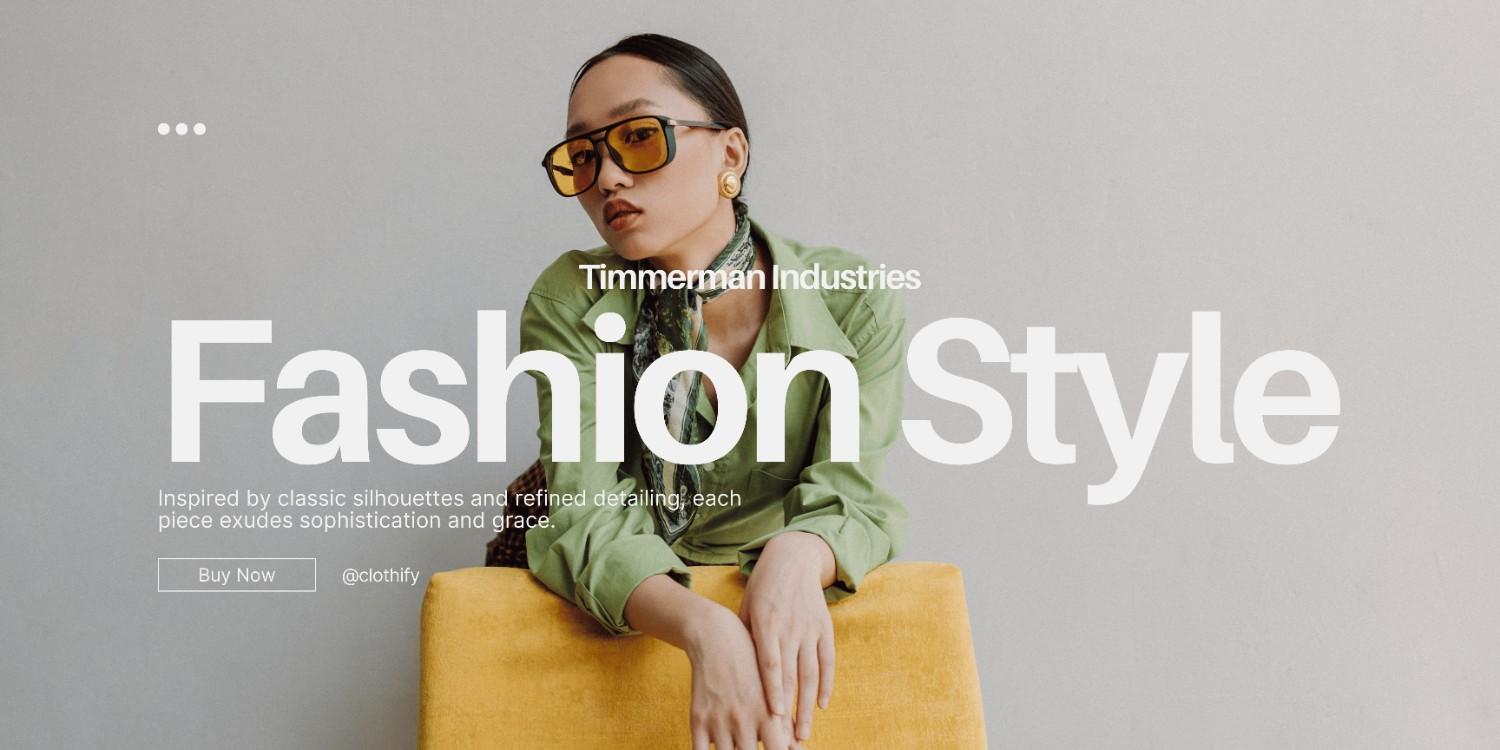 Timmerman Industries
Fashion Style
Inspired by classic silhouettes and refined detailing, each
piece exudes sophistication and grace.
Buy Now
@clothify